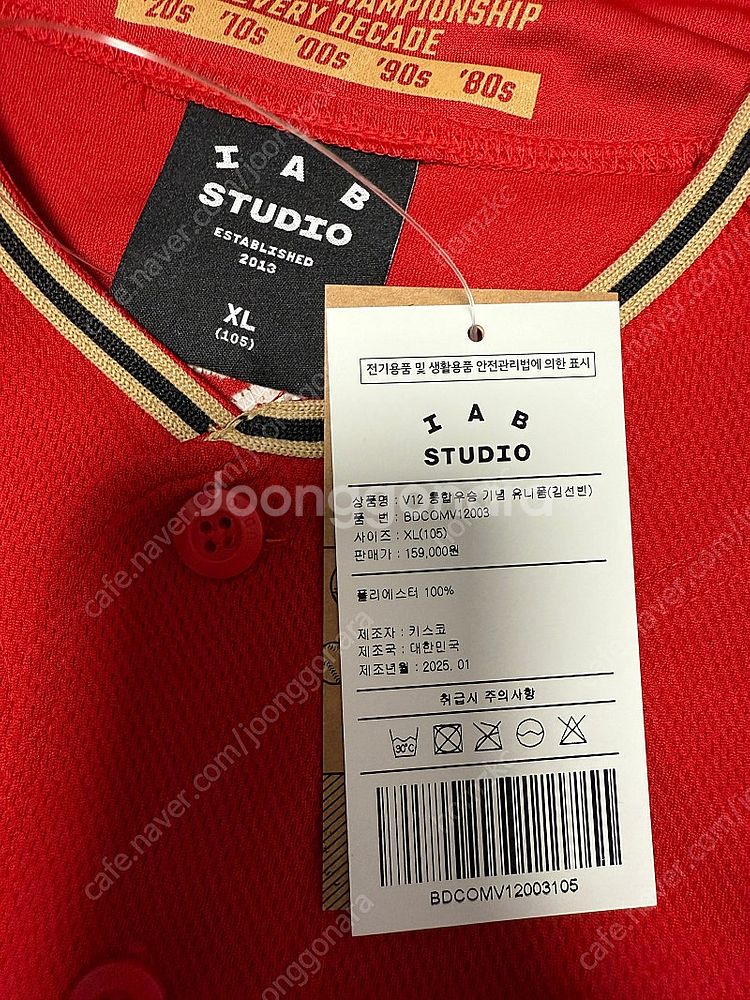 CHAMPIONSHIP
EVERY DECADE
'20s '10s '00s '90s '80s
IAB
STUDIO
ESTABLISHED
2013
XL
(105)
전기용품 및 생활용품 안전관리법에 의한 표시
IAB
STUDIO
상품명 : V12 통합우승 기념 유니폼(김선빈)
품 번 : BDCOMV12003
사이즈 : XL(105)
판매가 : 159,000원
폴리에스터 100%
제조자 : 키스코
제조국 : 대한민국
제조년월 : 2025. 01
취급시 주의사항
30°C
BDCOMV12003105
Joonggonara
cafe.naver.com/joonggonara